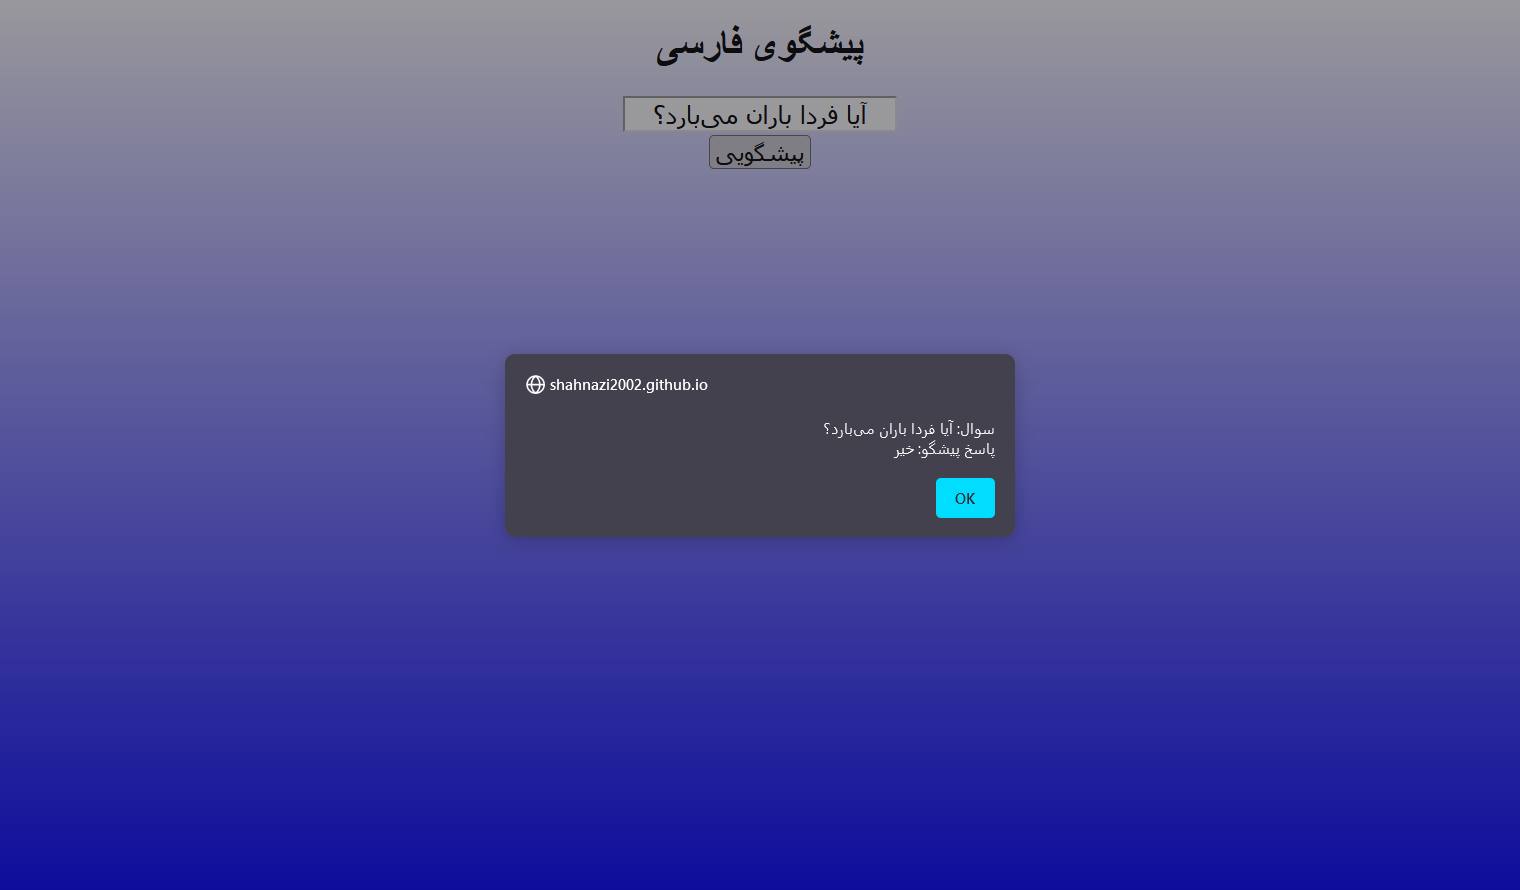 پیشگوی فارسی
آیا فردا باران می‌بارد؟
پیشگویی
shahnazi2002.github.io
سوال: آیا فردا باران می‌بارد؟
پاسخ پیشگو: خیر
OK